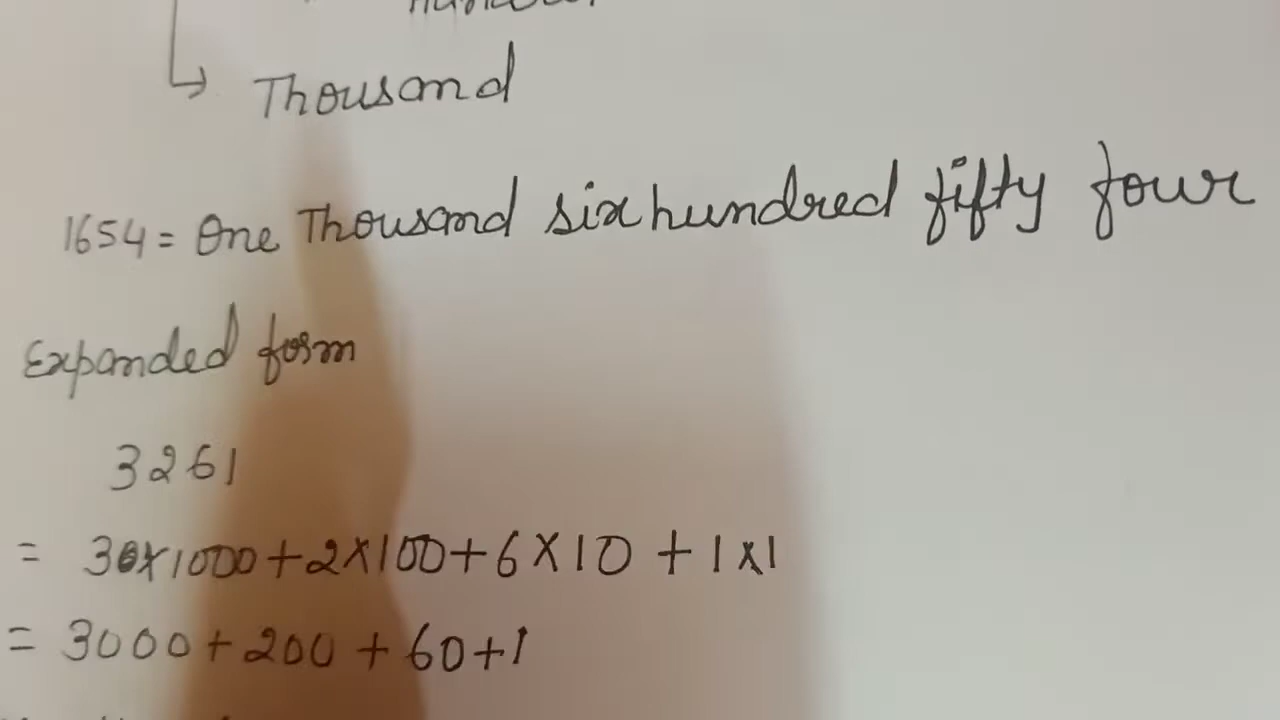 Thousand
1654 = One Thousand six hundred fifty four
Expanded form
3261
= 3×1000 + 2×100 + 6×10 + 1×1
= 3000 + 200 + 60 + 1